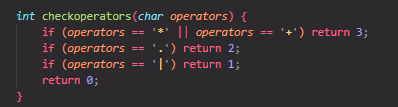 int checkoperators(char operators) {
    if (operators == '*' || operators == '+') return 3;
    if (operators == '.') return 2;
    if (operators == '|') return 1;
    return 0;
}